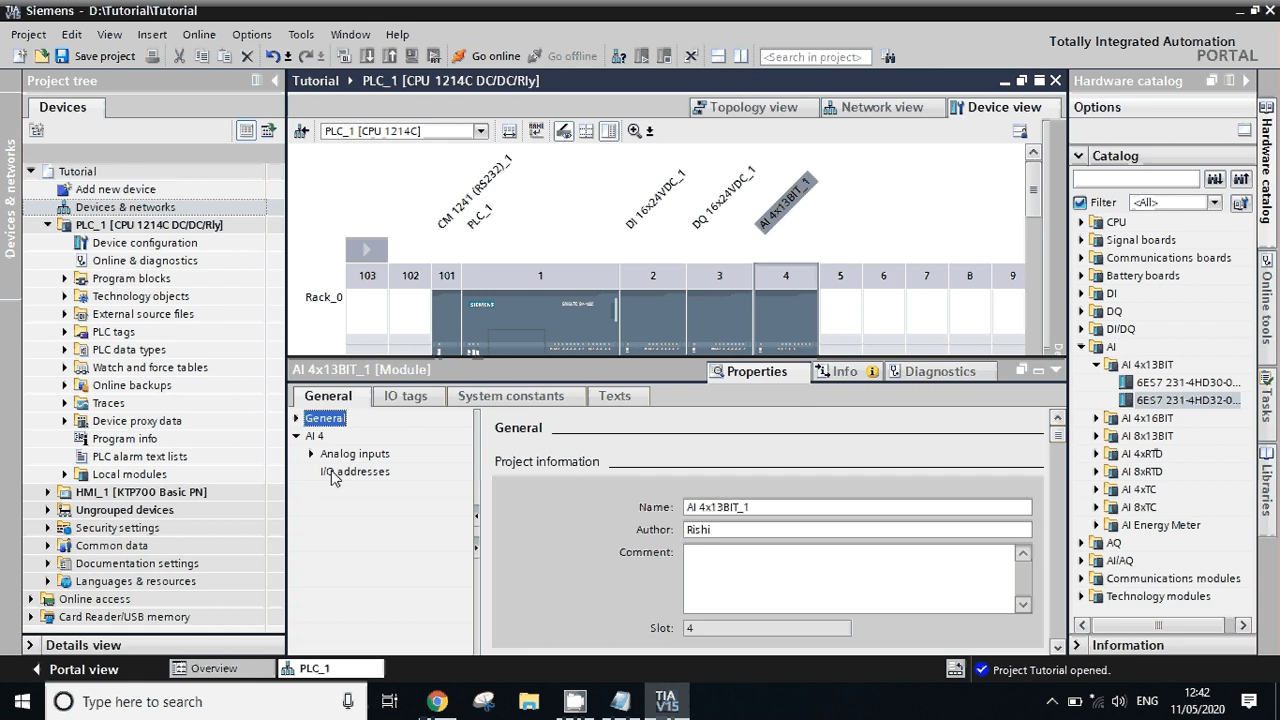 Siemens - D:\Tutorial\Tutorial
Project Edit View Insert Online Options Tools Window Help
Totally Integrated Automation
PORTAL
Save project
Go online
Go offline
<Search in project>
Project tree
Devices
Devices & networks
Tutorial
Add new device
Devices & networks
PLC_1 [CPU 1214C DC/DC/Rly]
Device configuration
Online & diagnostics
Program blocks
Technology objects
External source files
PLC tags
PLC data types
Watch and force tables
Online backups
Traces
Device proxy data
Program info
PLC alarm text lists
Local modules
HMI_1 [KTP700 Basic PN]
Ungrouped devices
Security settings
Common data
Documentation settings
Languages & resources
Online access
Card Reader/USB memory
Details view
Tutorial PLC_1 [CPU 1214C DC/DC/Rly]
Topology view
Network view
Device view
PLC_1 [CPU 1214C]
CM 1241 (RS232)_1
PLC_1
DI 16x24VDC_1
DQ 16x24VDC_1
AI 4x13BIT_1
103 102 101 1 2 3 4 5 6 7 8 9
Rack_0
SIEMENS
AI 4x13BIT_1 [Module]
Properties
Info
Diagnostics
General
IO tags
System constants
Texts
General
AI 4
Analog inputs
I/O addresses
General
Project information
Name: AI 4x13BIT_1
Author: Rishi
Comment:
Slot: 4
Hardware catalog
Options
Catalog
Filter <All>
CPU
Signal boards
Communications boards
Battery boards
DI
DQ
DI/DQ
AI
AI 4x13BIT
6ES7 231-4HD30-0...
6ES7 231-4HD32-0...
AI 4x16BIT
AI 8x13BIT
AI 4xRTD
AI 8xRTD
AI 4xTC
AI 8xTC
AI Energy Meter
AQ
AI/AQ
Communications modules
Technology modules
Information
Hardware catalog
Online tools
Tasks
Libraries
Portal view
Overview
PLC_1
Project Tutorial opened.
Type here to search
TIA
V15
ENG
12:42
11/05/2020